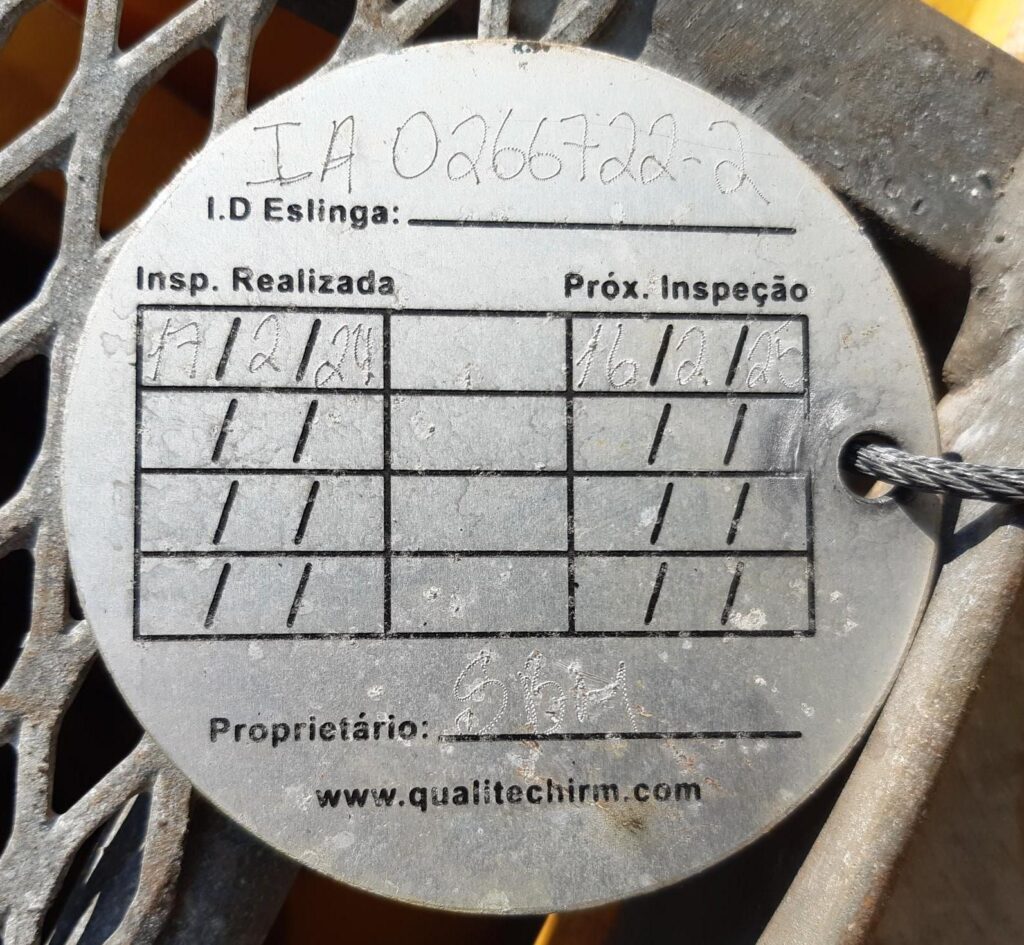 IA 0266722-2
I.D Eslinga:
Insp. Realizada Próx. Inspeção
17/2/24 16/2/25
/ / / /
/ / / /
/ / / /
SBM
Proprietário:
www.qualitechirm.com